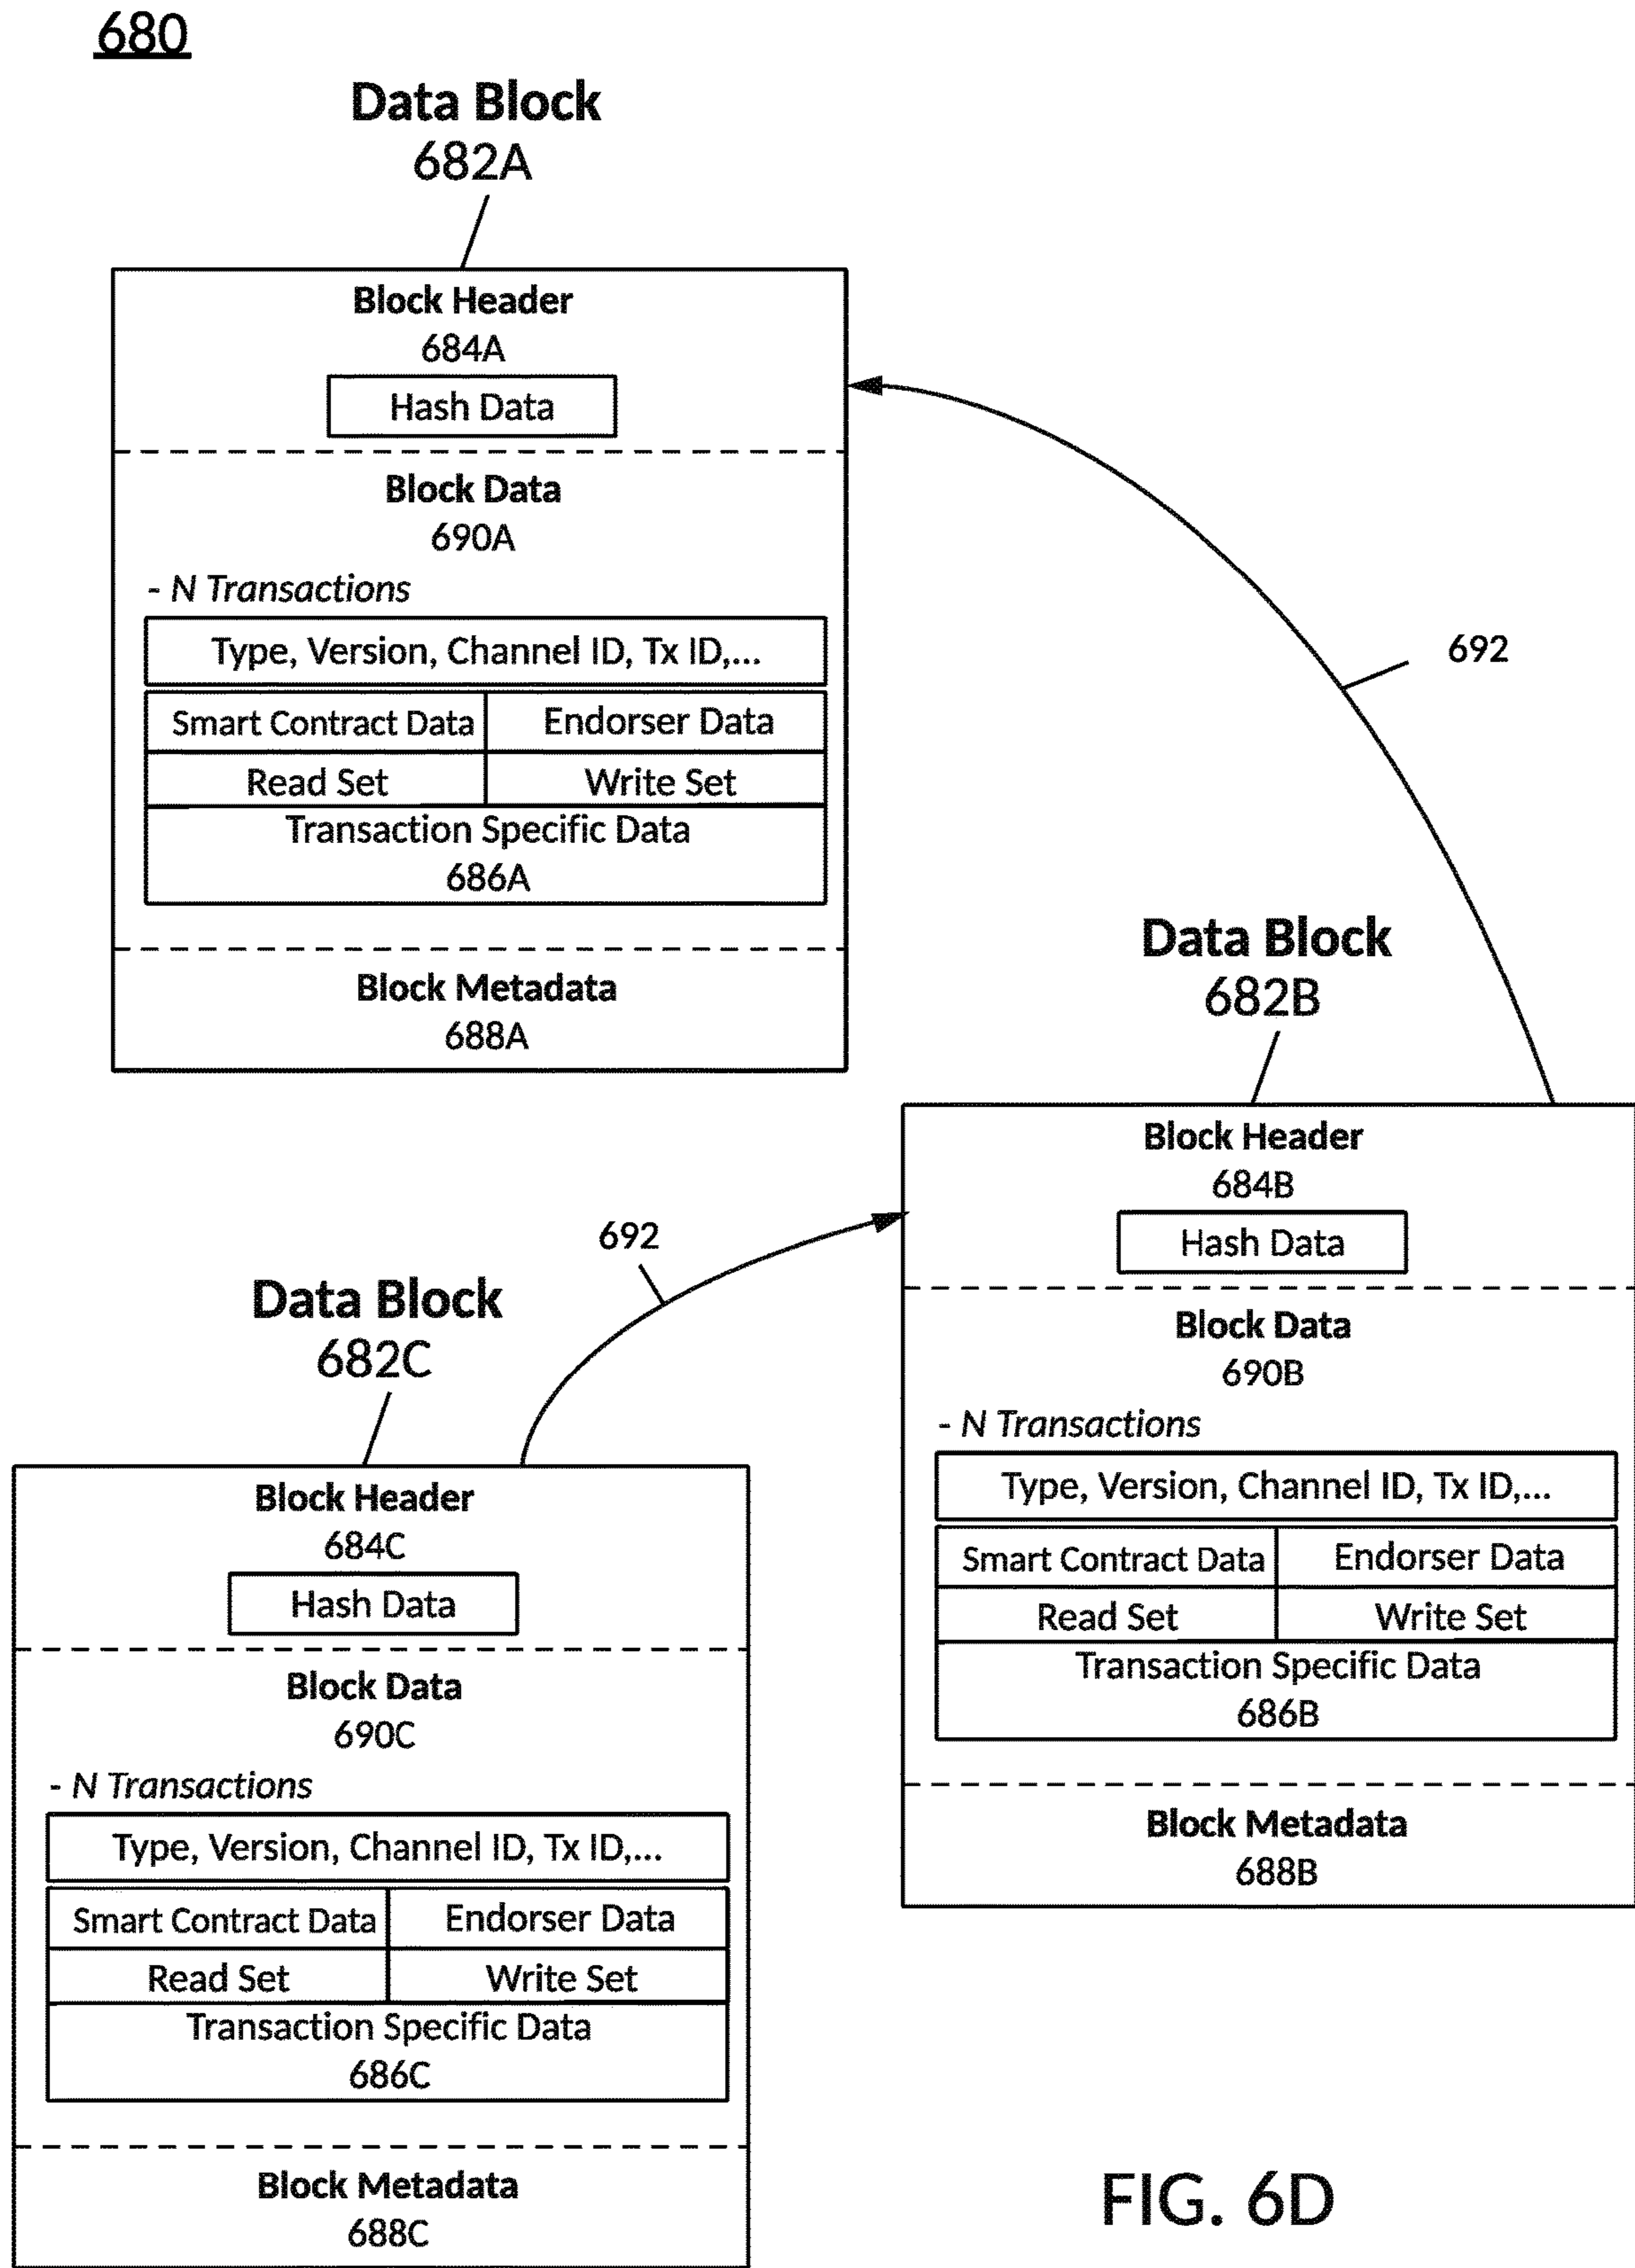 680
Data Block
682A
Block Header
684A
Hash Data
Block Data
690A
- N Transactions
Type, Version, Channel ID, Tx ID,...
Smart Contract Data
Endorser Data
Read Set
Write Set
Transaction Specific Data
686A
Block Metadata
688A
692
Data Block
682B
Block Header
684B
Hash Data
Block Data
690B
- N Transactions
Type, Version, Channel ID, Tx ID,...
Smart Contract Data
Endorser Data
Read Set
Write Set
Transaction Specific Data
686B
Block Metadata
688B
692
Data Block
682C
Block Header
684C
Hash Data
Block Data
690C
- N Transactions
Type, Version, Channel ID, Tx ID,...
Smart Contract Data
Endorser Data
Read Set
Write Set
Transaction Specific Data
686C
Block Metadata
688C
FIG. 6D